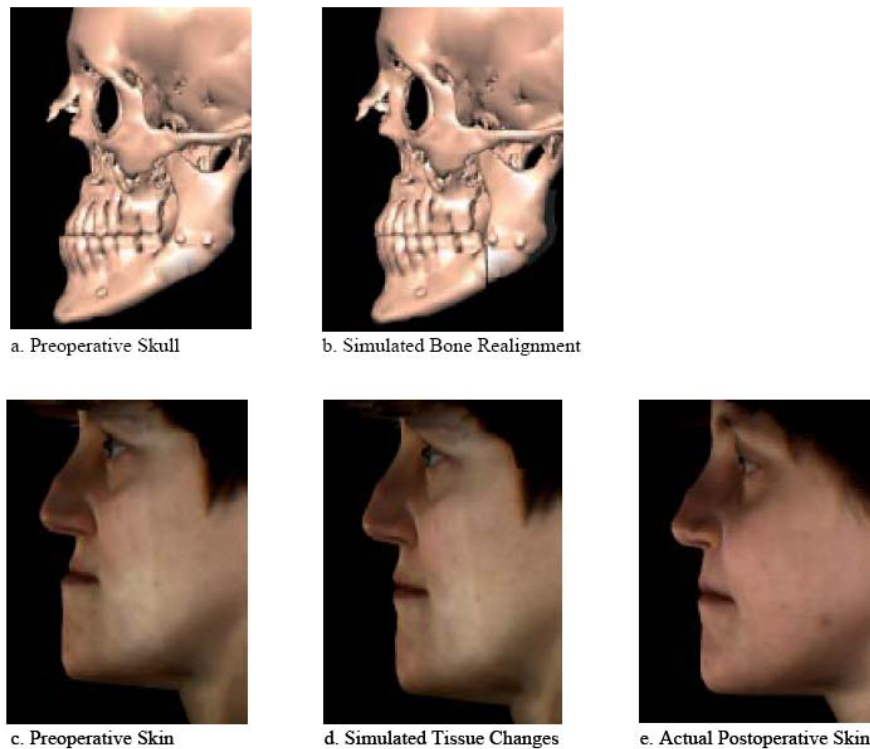 a. Preoperative Skull
b. Simulated Bone Realignment
c. Preoperative Skin
d. Simulated Tissue Changes
e. Actual Postoperative Skin